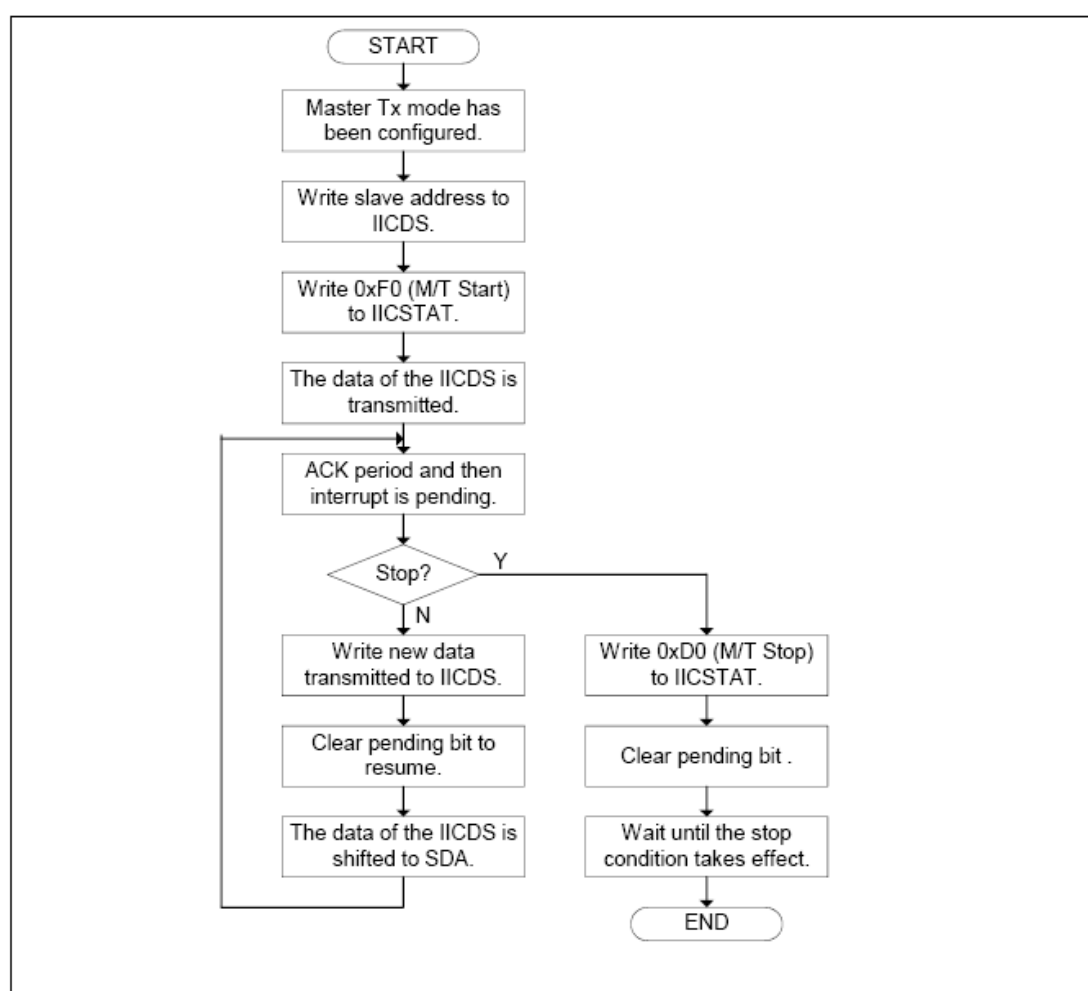 START
Master Tx mode has
been configured.
Write slave address to
IICDS.
Write 0xF0 (M/T Start)
to IICSTAT.
The data of the IICDS is
transmitted.
ACK period and then
interrupt is pending.
Stop?
Y
N
Write new data
transmitted to IICDS.
Clear pending bit to
resume.
The data of the IICDS is
shifted to SDA.
Write 0xD0 (M/T Stop)
to IICSTAT.
Clear pending bit .
Wait until the stop
condition takes effect.
END